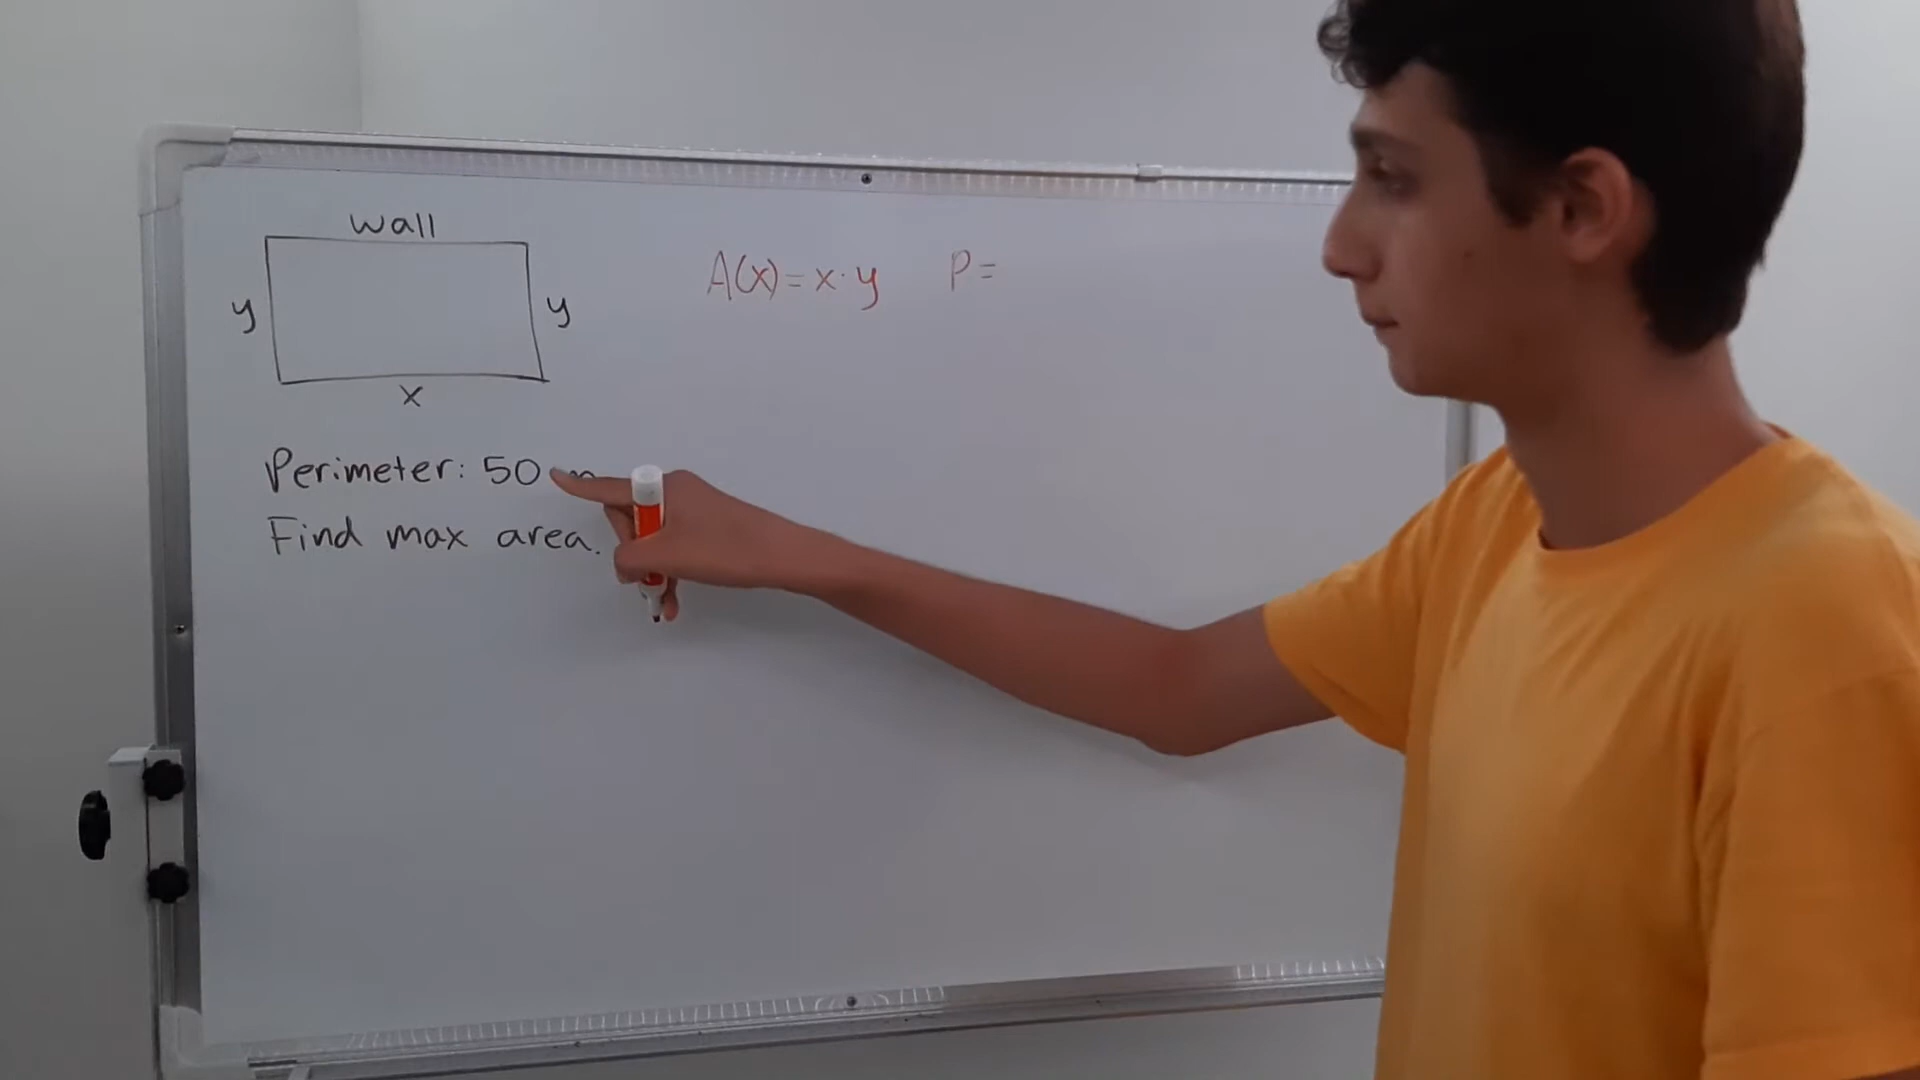 wall
y
y
x
A(x) = x · y
P =
Perimeter: 50
Find max area.